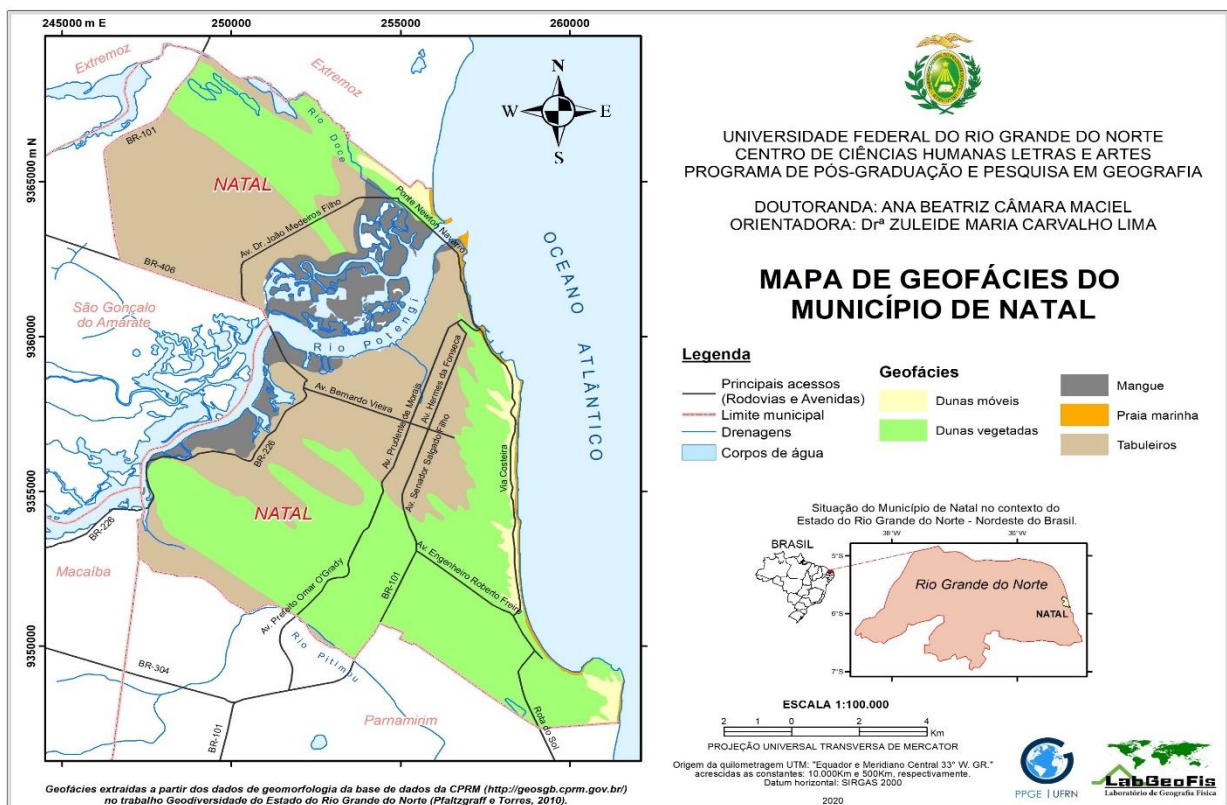 245000 m E
250000
255000
260000
9365000 m N
9360000
9355000
9350000
Extremoz
Extremoz
BR-101
Rio Doce
NATAL
Ponte Newton Navarro
Av. Dr. João Medeiros Filho
BR-406
São Gonçalo
do Amarate
Rio Potengi
OCEANO ATLÂNTICO
Av. Bernardo Vieira
Av. Prudente de Morais
Av. Hermes da Fonseca
Av. Senador Salgado Filho
Via Costeira
BR-226
BR-226
NATAL
Macaíba
Av. Prefeito Omar O'Grady
BR-101
Av. Engenheiro Roberto Freire
Rio Pitimbu
BR-304
BR-101
Parnamirim
Rota do Sol
N
W
E
S
Geofácies extraídas a partir dos dados de geomorfologia da base de dados da CPRM (http://geosgb.cprm.gov.br/)
no trabalho Geodiversidade do Estado do Rio Grande do Norte (Pfaltzgraff e Torres, 2010).
UNIVERSIDADE FEDERAL DO RIO GRANDE DO NORTE
CENTRO DE CIÊNCIAS HUMANAS LETRAS E ARTES
PROGRAMA DE PÓS-GRADUAÇÃO E PESQUISA EM GEOGRAFIA
DOUTORANDA: ANA BEATRIZ CÂMARA MACIEL
ORIENTADORA: Drª ZULEIDE MARIA CARVALHO LIMA
MAPA DE GEOFÁCIES DO
MUNICÍPIO DE NATAL
Legenda
Principais acessos
(Rodovias e Avenidas)
Limite municipal
Drenagens
Corpos de água
Geofácies
Dunas móveis
Dunas vegetadas
Mangue
Praia marinha
Tabuleiros
Situação do Município de Natal no contexto do
Estado do Rio Grande do Norte - Nordeste do Brasil.
BRASIL
38°W
36°W
5°S
6°S
7°S
Rio Grande do Norte
NATAL
ESCALA 1:100.000
2 1 0 2 4
Km
PROJEÇÃO UNIVERSAL TRANSVERSA DE MERCATOR
Origem da quilometragem UTM: "Equador e Meridiano Central 33° W. GR."
acrescidas as constantes: 10.000Km e 500Km, respectivamente.
Datum horizontal: SIRGAS 2000
2020
PPGE | UFRN
LabGeoFis
Laboratório de Geografia Física